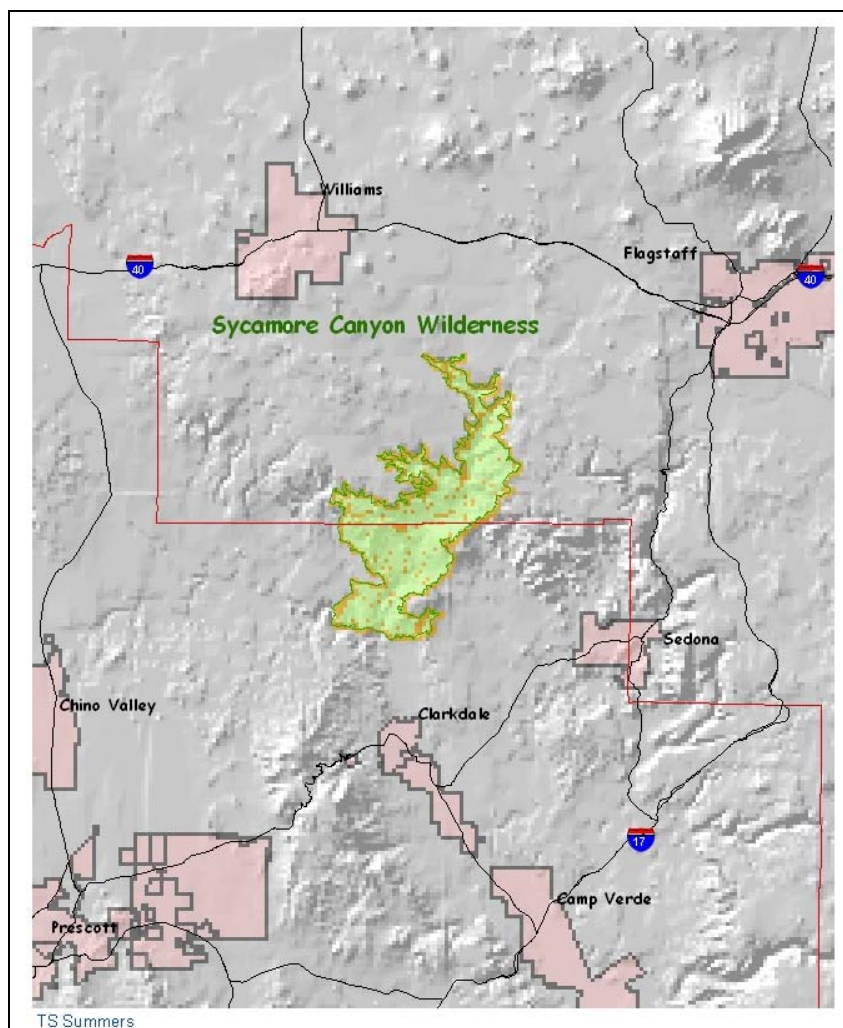 Williams
Flagstaff
40
40
Sycamore Canyon Wilderness
Sedona
Chino Valley
Clarkdale
17
Camp Verde
Prescott
TS Summers